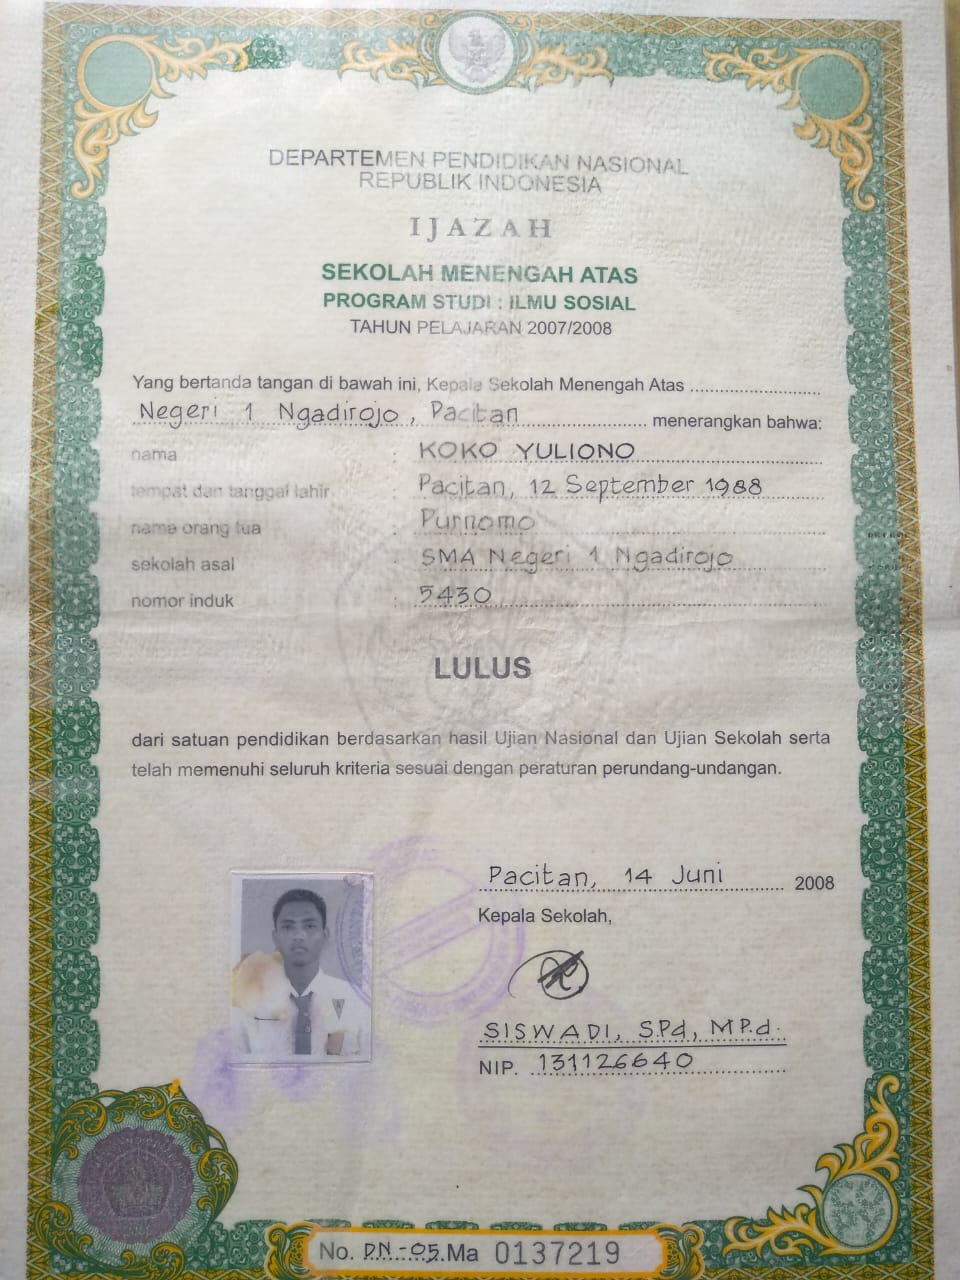 DEPARTEMEN PENDIDIKAN NASIONAL
REPUBLIK INDONESIA
IJAZAH
SEKOLAH MENENGAH ATAS
PROGRAM STUDI : ILMU SOSIAL
TAHUN PELAJARAN 2007/2008
Yang bertanda tangan di bawah ini, Kepala Sekolah Menengah Atas
Negeri 1 Ngadirojo, Pacitan menerangkan bahwa:
nama : KOKO YULIONO
tempat dan tanggal lahir : Pacitan, 12 September 1988
nama orang tua : Purnomo
sekolah asal : SMA Negeri 1 Ngadirojo
nomor induk : 5430
LULUS
dari satuan pendidikan berdasarkan hasil Ujian Nasional dan Ujian Sekolah serta
telah memenuhi seluruh kriteria sesuai dengan peraturan perundang-undangan.
Pacitan, 14 Juni 2008
Kepala Sekolah,
SISWADI, S.Pd, M.Pd.
NIP. 131126640
No. DN-05 Ma 0137219